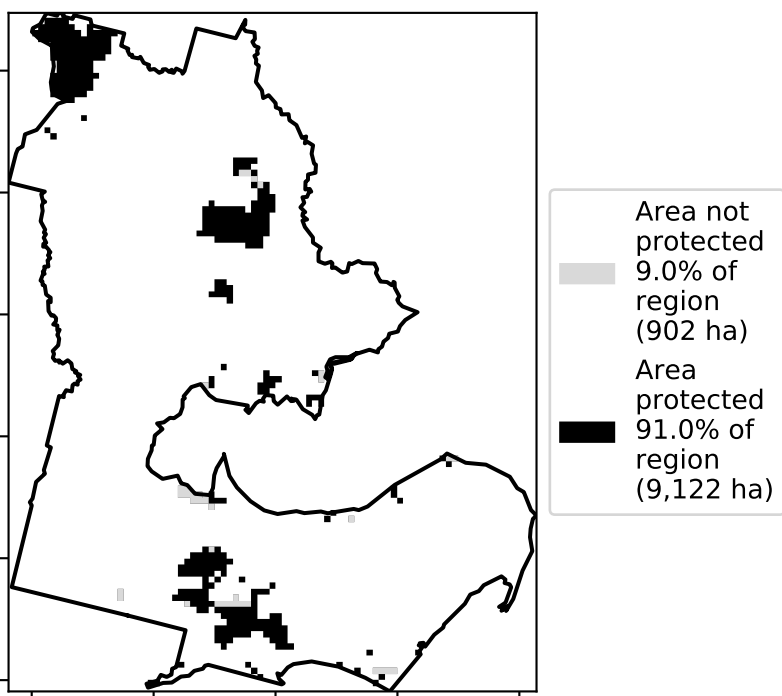 Area not
protected
9.0% of
region
(902 ha)
Area
protected
91.0% of
region
(9,122 ha)